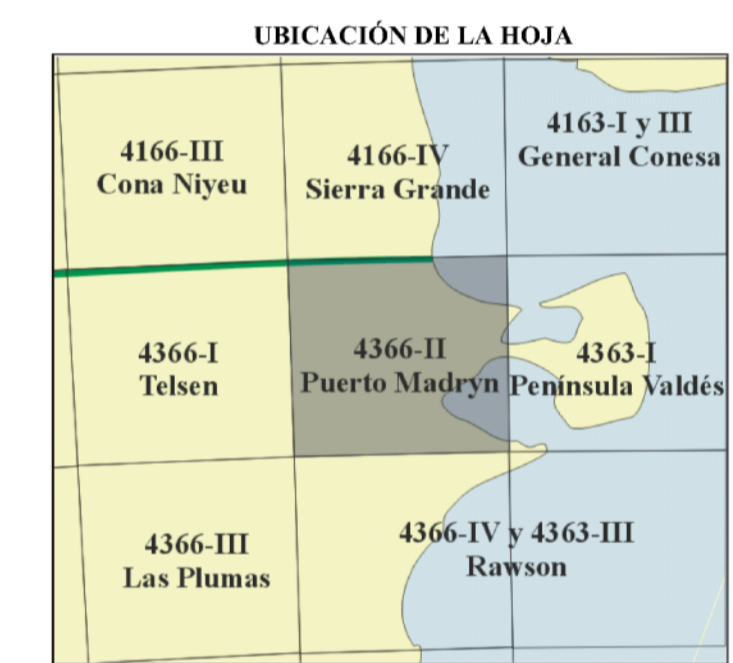 UBICACIÓN DE LA HOJA
4166-III
Cona Niyeu
4166-IV
Sierra Grande
4163-I y III
General Conesa
4366-I
Telsen
4366-II
Puerto Madryn
4363-I
Península Valdés
4366-III
Las Plumas
4366-IV y 4363-III
Rawson